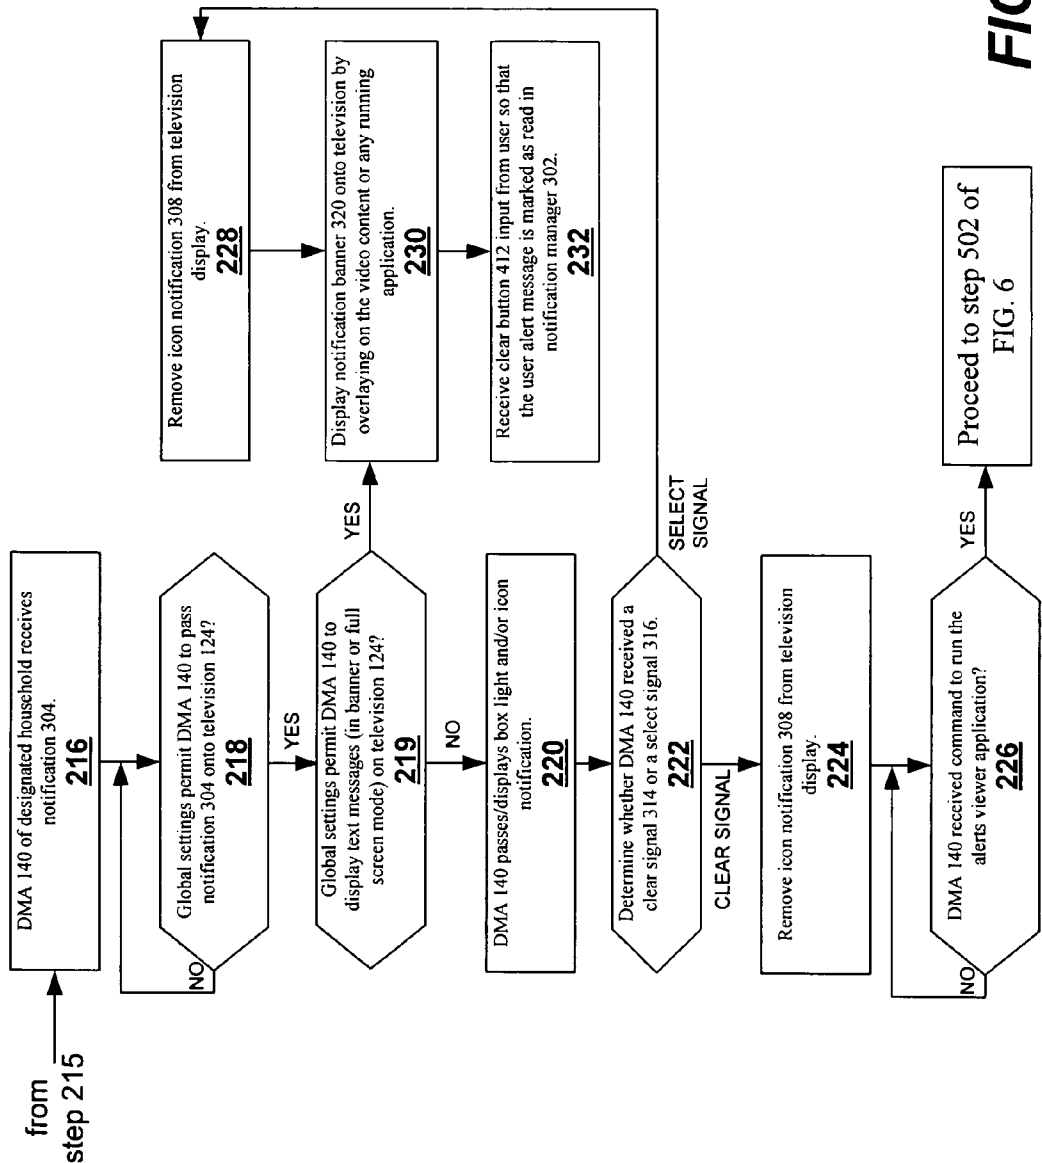 from
step 215
DMA 140 of designated household receives
notification 304.
216
Global settings permit DMA 140 to pass
notification 304 onto television 124?
218
NO
YES
Global settings permit DMA 140 to
display text messages (in banner or full
screen mode) on television 124?
219
YES
NO
DMA 140 passes/displays box light and/or icon
notification.
220
Determine whether DMA 140 received a
clear signal 314 or a select signal 316.
222
SELECT
SIGNAL
CLEAR SIGNAL
Remove icon notification 308 from television
display.
224
DMA 140 received command to run the
alerts viewer application?
226
NO
YES
Proceed to step 502 of
FIG. 6
Remove icon notification 308 from television
display.
228
Display notification banner 320 onto television by
overlaying on the video content or any running
application.
230
Receive clear button 412 input from user so that
the user alert message is marked as read in
notification manager 302.
232